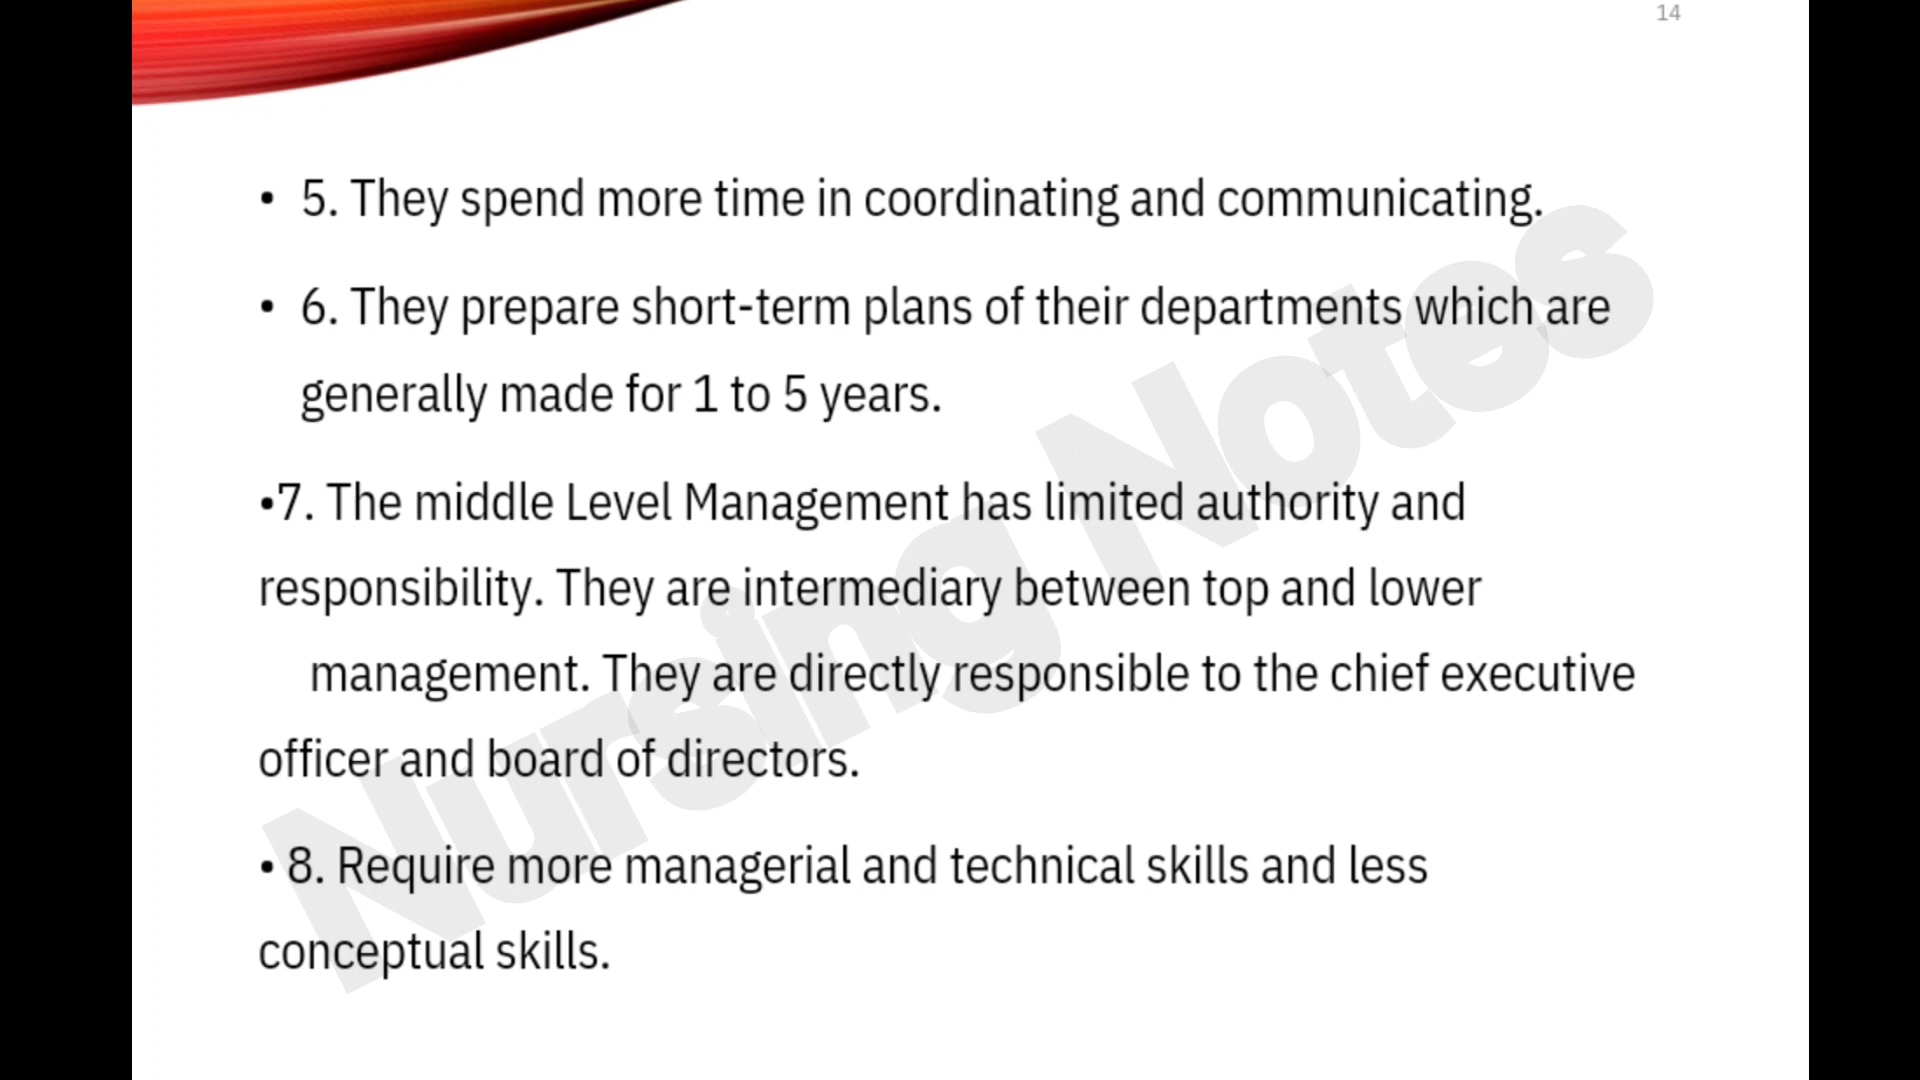 14
• 5. They spend more time in coordinating and communicating.
• 6. They prepare short-term plans of their departments which are
generally made for 1 to 5 years.
•7. The middle Level Management has limited authority and
responsibility. They are intermediary between top and lower
management. They are directly responsible to the chief executive
officer and board of directors.
• 8. Require more managerial and technical skills and less
conceptual skills.
Nursing Notes